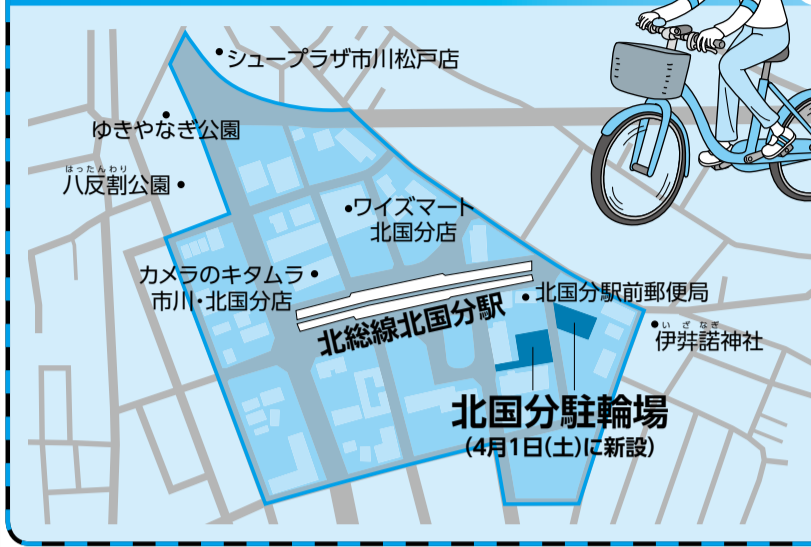 シュープラザ市川松戸店
ゆきやなぎ公園
はったんわり
八反割公園
ワイズマート
北国分店
カメラのキタムラ
市川・北国分店
北総線北国分駅
北国分駅前郵便局
いざなぎ
伊弉諾神社
北国分駐輪場
(4月1日(土)に新設)